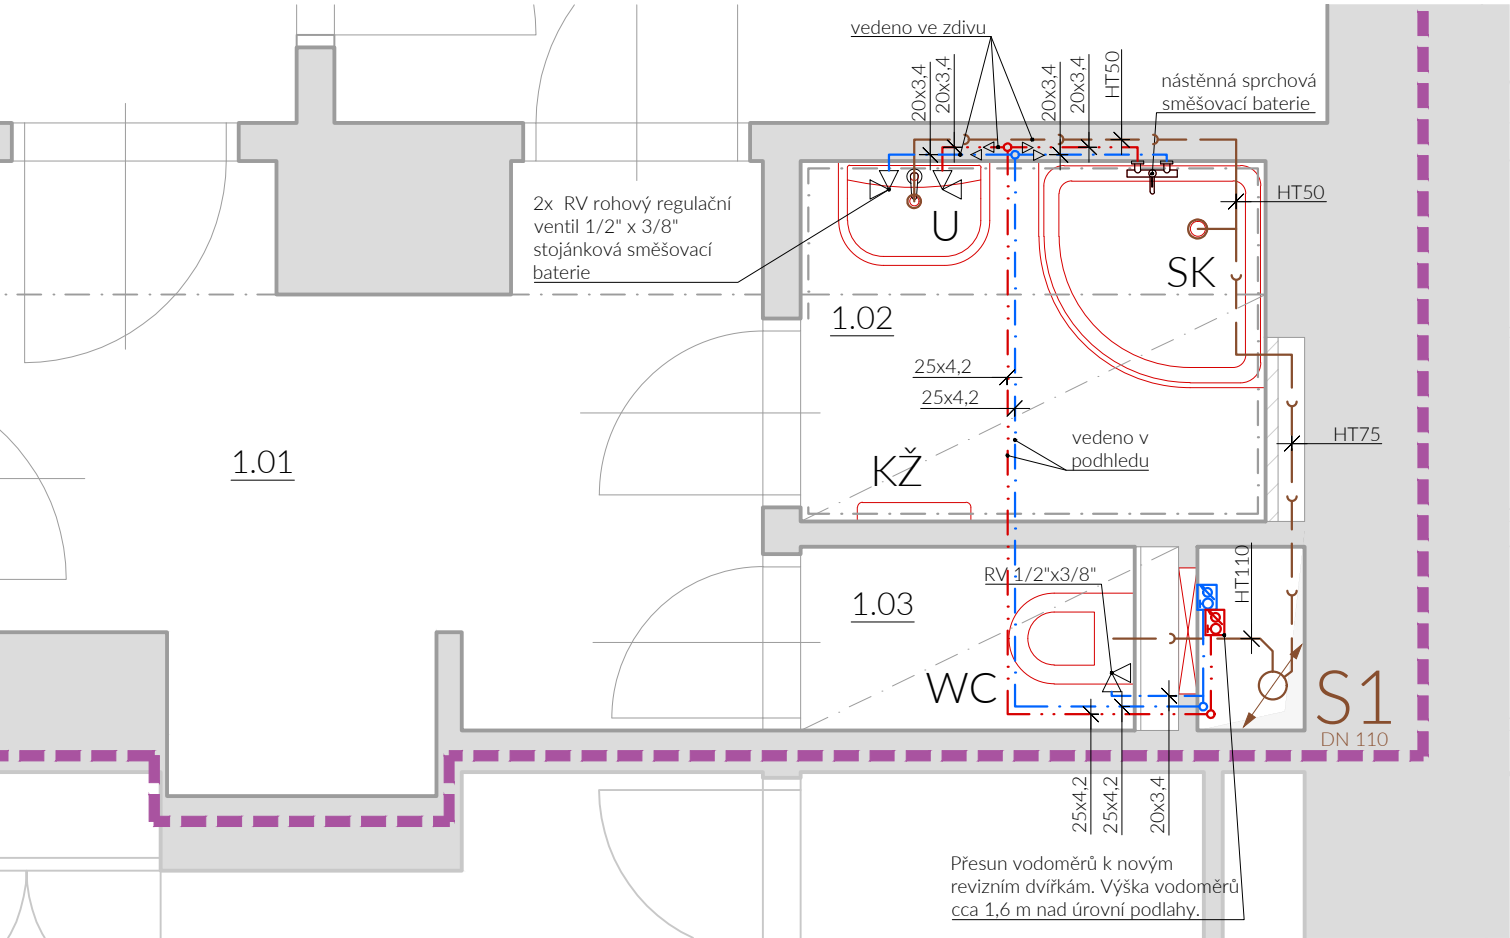 vedeno ve zdivu
20x3,4
20x3,4
20x3,4
20x3,4
HT50
nástěnná sprchová
směšovací baterie
HT50
2x  RV rohový regulační
ventil 1/2" x 3/8"
stojánková směšovací
baterie
U
SK
1.02
25x4,2
25x4,2
vedeno v
podhledu
HT75
1.01
KŽ
RV 1/2"x3/8"
HT110
1.03
WC
S1
DN 110
25x4,2
25x4,2
20x3,4
Přesun vodoměrů k novým
revizním dvířkám. Výška vodoměrů
cca 1,6 m nad úrovní podlahy.